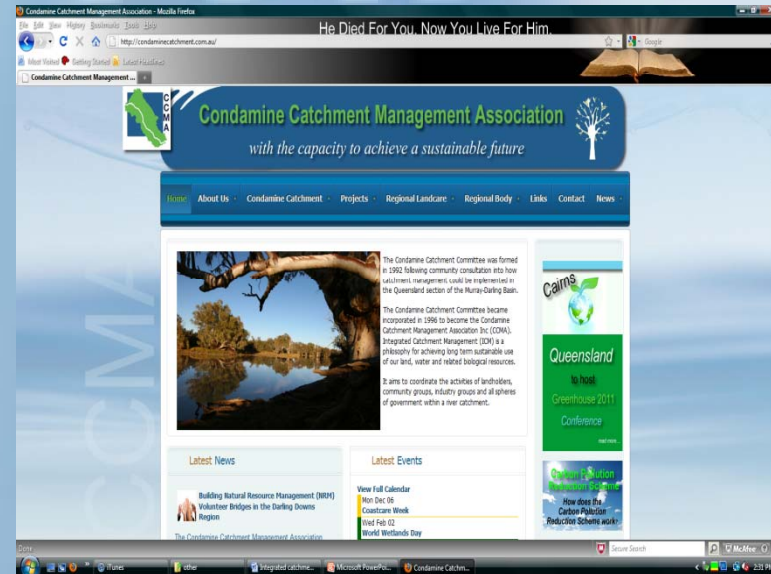 Condamine Catchment Management Association - Mozilla Firefox
File Edit View History Bookmarks Tools Help
He Died For You. Now You Live For Him.
http://condaminecatchment.com.au/
Google
Most Visited Getting Started Latest Headlines
Condamine Catchment Management ...
CCMA
Condamine Catchment Management Association
with the capacity to achieve a sustainable future
Home About Us Condamine Catchment Projects Regional Landcare Regional Body Links Contact News
The Condamine Catchment Committee was formed
in 1992 following community consultation into how
catchment management could be implemented in
the Queensland section of the Murray-Darling Basin.
The Condamine Catchment Committee became
incorporated in 1996 to become the Condamine
Catchment Management Association Inc (CCMA).
Integrated Catchment Management (ICM) is a
philosophy for achieving long term sustainable use
of our land, water and related biological resources.
It aims to coordinate the activities of landholders,
community groups, industry groups and all spheres
of government within a river catchment.
Cairns
Queensland
to host
Greenhouse 2011
Conference
read more...
CCMA
Latest News
Building Natural Resource Management (NRM)
Volunteer Bridges in the Darling Downs
Region
The Condamine Catchment Management Association
Latest Events
View Full Calendar
Mon Dec 06
Coastcare Week
Wed Feb 02
World Wetlands Day
Carbon Pollution
Reduction Scheme
How does the
Carbon Pollution
Reduction Scheme work?
Done
Secure Search
McAfee
iTunes
other
Integrated catchme...
Microsoft PowerPoi...
Condamine Catchm...
2:31 PM